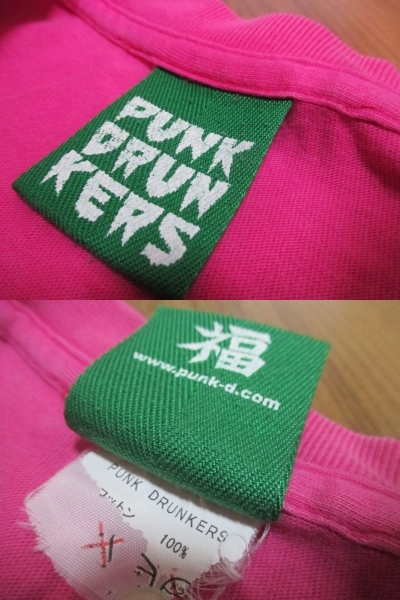 PUNK
DRUN
KERS
福
www.punk-d.com
PUNK DRUNKERS
コットン 100%